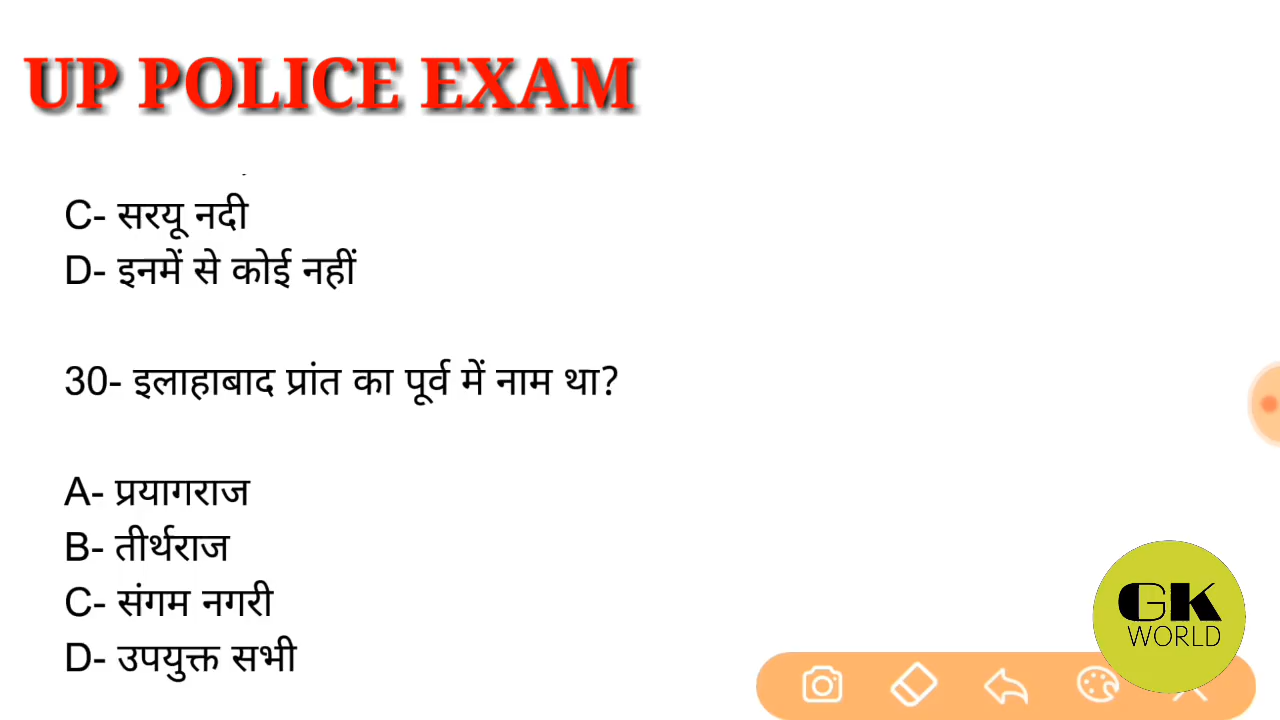 UP POLICE EXAM
C- सरयू नदी
D- इनमें से कोई नहीं
30- इलाहाबाद प्रांत का पूर्व में नाम था?
A- प्रयागराज
B- तीर्थराज
C- संगम नगरी
D- उपयुक्त सभी
GK
WORLD